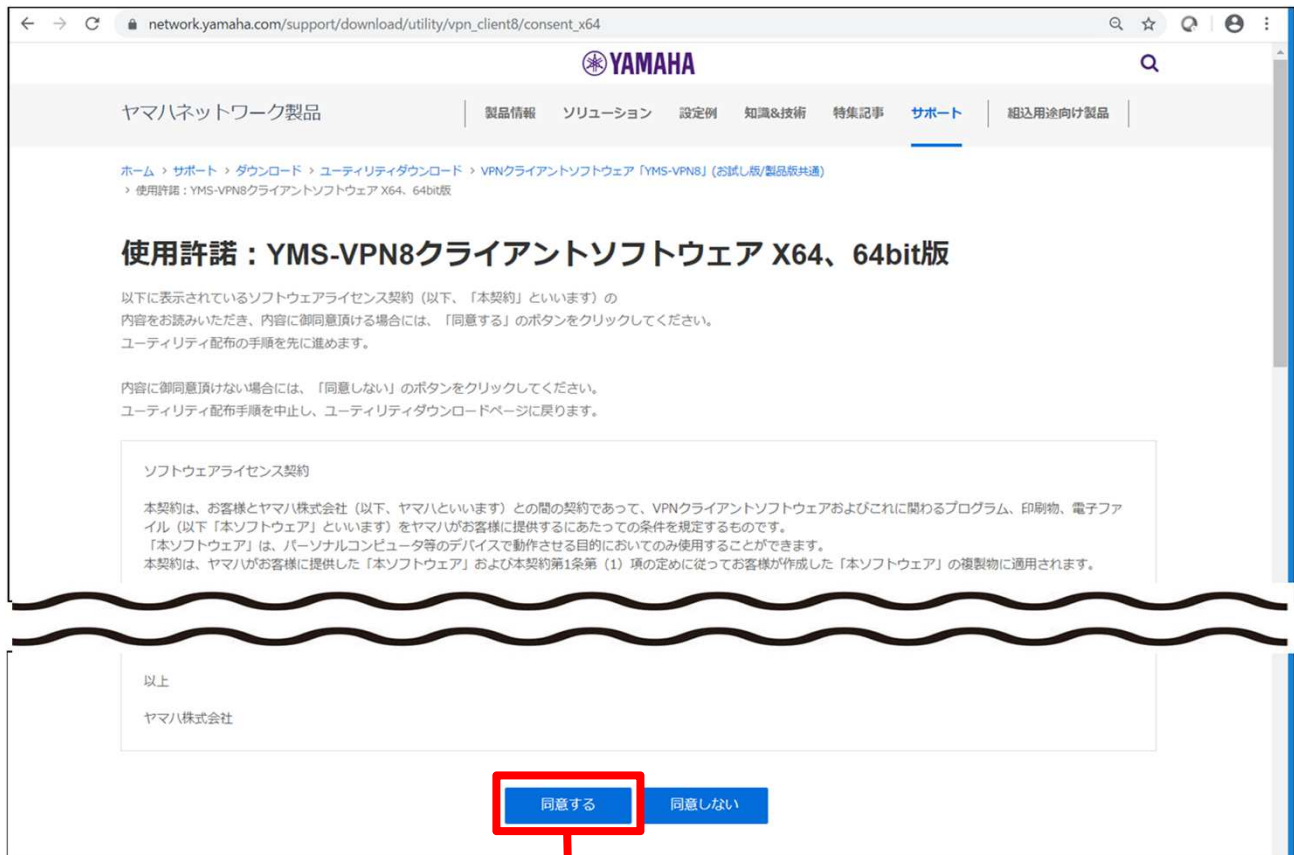 network.yamaha.com/support/download/utility/vpn_client8/consent_x64
YAMAHA
ヤマハネットワーク製品
製品情報 ソリューション 設定例 知識&技術 特集記事 サポート 組込用途向け製品
ホーム › サポート › ダウンロード › ユーティリティダウンロード › VPNクライアントソフトウェア「YMS-VPN8」(お試し版/製品版共通)
› 使用許諾:YMS-VPN8クライアントソフトウェア X64、64bit版
使用許諾:YMS-VPN8クライアントソフトウェア X64、64bit版
以下に表示されているソフトウェアライセンス契約(以下、「本契約」といいます)の
内容をお読みいただき、内容に御同意頂ける場合には、「同意する」のボタンをクリックしてください。
ユーティリティ配布の手順を先に進めます。
内容に御同意頂けない場合には、「同意しない」のボタンをクリックしてください。
ユーティリティ配布手順を中止し、ユーティリティダウンロードページに戻ります。
ソフトウェアライセンス契約
本契約は、お客様とヤマハ株式会社(以下、ヤマハといいます)との間の契約であって、VPNクライアントソフトウェアおよびこれに関わるプログラム、印刷物、電子ファ
イル(以下「本ソフトウェア」といいます)をヤマハがお客様に提供するにあたっての条件を規定するものです。
「本ソフトウェア」は、パーソナルコンピュータ等のデバイスで動作させる目的においてのみ使用することができます。
本契約は、ヤマハがお客様に提供した「本ソフトウェア」および本契約第1条第(1)項の定めに従ってお客様が作成した「本ソフトウェア」の複製物に適用されます。
以上
ヤマハ株式会社
同意する 同意しない